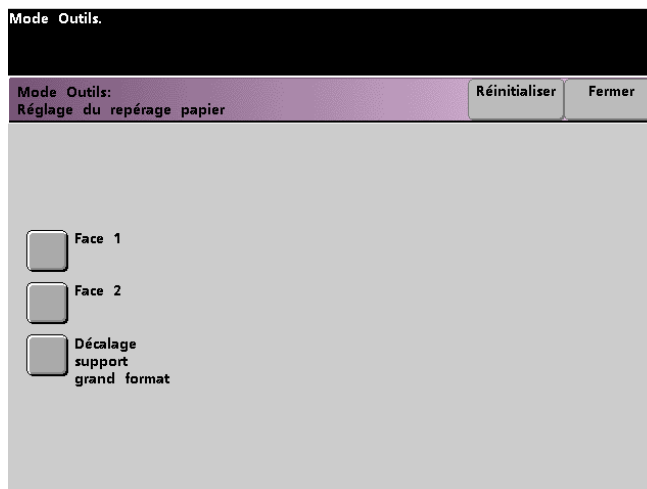 Mode Outils.
Mode Outils:
Réglage du repérage papier
Réinitialiser
Fermer
Face 1
Face 2
Décalage
support
grand format